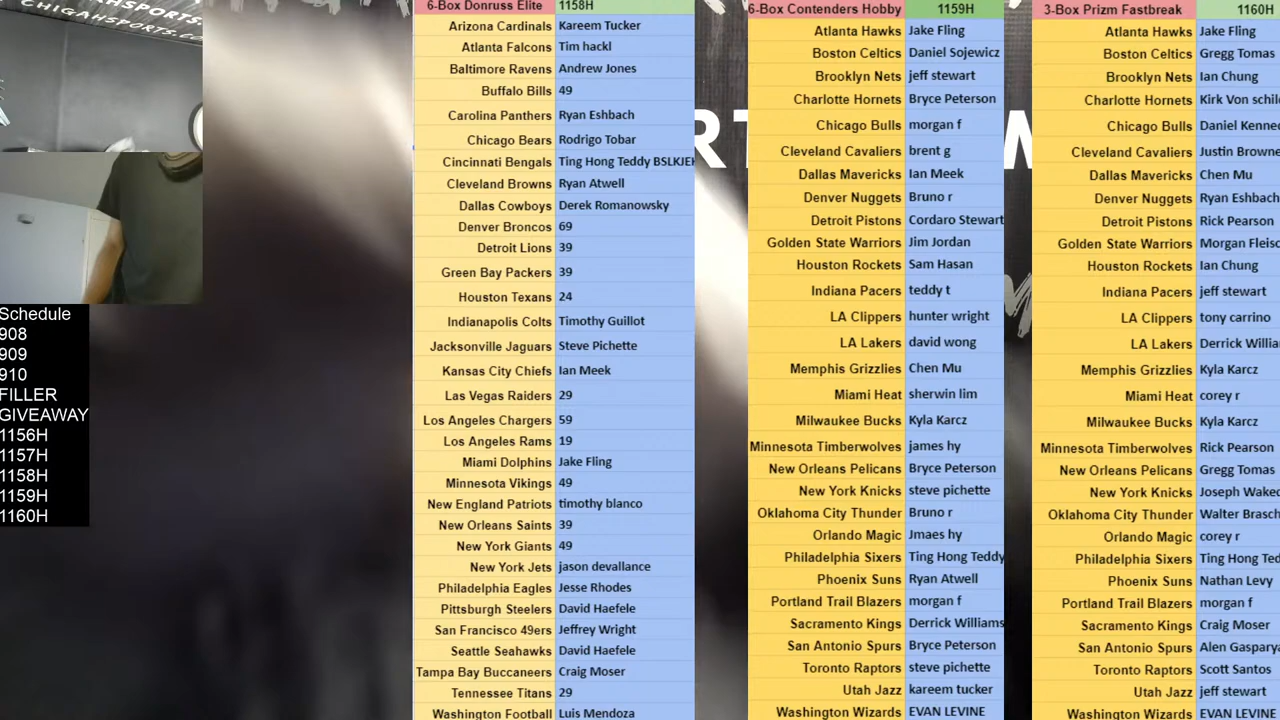 CHIGAHSPORTS.C
6-Box Donruss Elite 1158H
Arizona Cardinals Kareem Tucker
Atlanta Falcons Tim hackl
Baltimore Ravens Andrew Jones
Buffalo Bills 49
Carolina Panthers Ryan Eshbach
Chicago Bears Rodrigo Tobar
Cincinnati Bengals Ting Hong Teddy BSLKJEH
Cleveland Browns Ryan Atwell
Dallas Cowboys Derek Romanowsky
Denver Broncos 69
Detroit Lions 39
Green Bay Packers 39
Houston Texans 24
Indianapolis Colts Timothy Guillot
Jacksonville Jaguars Steve Pichette
Kansas City Chiefs Ian Meek
Las Vegas Raiders 29
Los Angeles Chargers 59
Los Angeles Rams 19
Miami Dolphins Jake Fling
Minnesota Vikings 49
New England Patriots timothy blanco
New Orleans Saints 39
New York Giants 49
New York Jets jason devallance
Philadelphia Eagles Jesse Rhodes
Pittsburgh Steelers David Haefele
San Francisco 49ers Jeffrey Wright
Seattle Seahawks David Haefele
Tampa Bay Buccaneers Craig Moser
Tennessee Titans 29
Washington Football Luis Mendoza
6-Box Contenders Hobby 1159H
Atlanta Hawks Jake Fling
Boston Celtics Daniel Sojewicz
Brooklyn Nets jeff stewart
Charlotte Hornets Bryce Peterson
Chicago Bulls morgan f
Cleveland Cavaliers brent g
Dallas Mavericks Ian Meek
Denver Nuggets Bruno r
Detroit Pistons Cordaro Stewart
Golden State Warriors Jim Jordan
Houston Rockets Sam Hasan
Indiana Pacers teddy t
LA Clippers hunter wright
LA Lakers david wong
Memphis Grizzlies Chen Mu
Miami Heat sherwin lim
Milwaukee Bucks Kyla Karcz
Minnesota Timberwolves james hy
New Orleans Pelicans Bryce Peterson
New York Knicks steve pichette
Oklahoma City Thunder Bruno r
Orlando Magic Jmaes hy
Philadelphia Sixers Ting Hong Teddy
Phoenix Suns Ryan Atwell
Portland Trail Blazers morgan f
Sacramento Kings Derrick Williams
San Antonio Spurs Bryce Peterson
Toronto Raptors steve pichette
Utah Jazz kareem tucker
Washington Wizards EVAN LEVINE
3-Box Prizm Fastbreak 1160H
Atlanta Hawks Jake Fling
Boston Celtics Gregg Tomas
Brooklyn Nets Ian Chung
Charlotte Hornets Kirk Von schil
Chicago Bulls Daniel Kenne
Cleveland Cavaliers Justin Browne
Dallas Mavericks Chen Mu
Denver Nuggets Ryan Eshbach
Detroit Pistons Rick Pearson
Golden State Warriors Morgan Fleisc
Houston Rockets Ian Chung
Indiana Pacers jeff stewart
LA Clippers tony carrino
LA Lakers Derrick Willia
Memphis Grizzlies Kyla Karcz
Miami Heat corey r
Milwaukee Bucks Kyla Karcz
Minnesota Timberwolves Rick Pearson
New Orleans Pelicans Gregg Tomas
New York Knicks Joseph Waked
Oklahoma City Thunder Walter Brasch
Orlando Magic corey r
Philadelphia Sixers Ting Hong Ted
Phoenix Suns Nathan Levy
Portland Trail Blazers morgan f
Sacramento Kings Craig Moser
San Antonio Spurs Alen Gaspary
Toronto Raptors Scott Santos
Utah Jazz jeff stewart
Washington Wizards EVAN LEVINE
Schedule
908
909
910
FILLER
GIVEAWAY
1156H
1157H
1158H
1159H
1160H